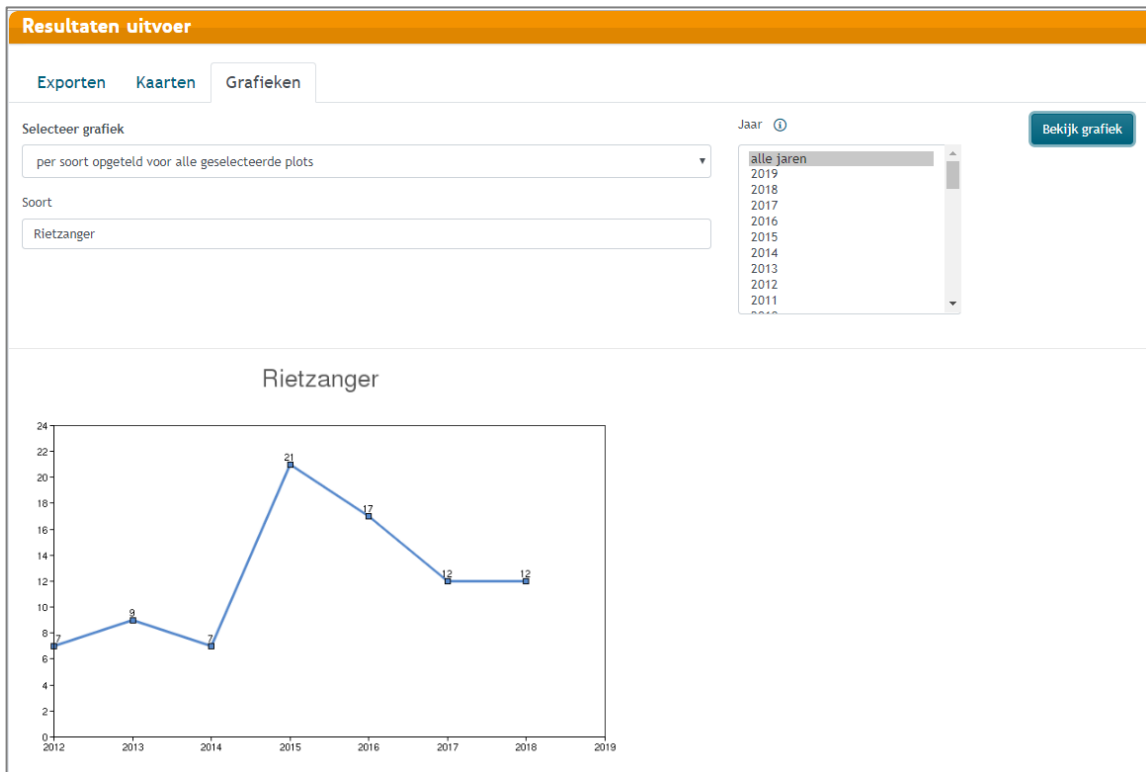 Resultaten uitvoer
Exporten Kaarten Grafieken
Selecteer grafiek
per soort opgeteld voor alle geselecteerde plots
Soort
Rietzanger
Jaar
alle jaren
2019
2018
2017
2016
2015
2014
2013
2012
2011
Bekijk grafiek
Rietzanger
24
22
20
18
16
14
12
10
8
6
4
2
0
7
9
7
21
17
12
12
2012 2013 2014 2015 2016 2017 2018 2019